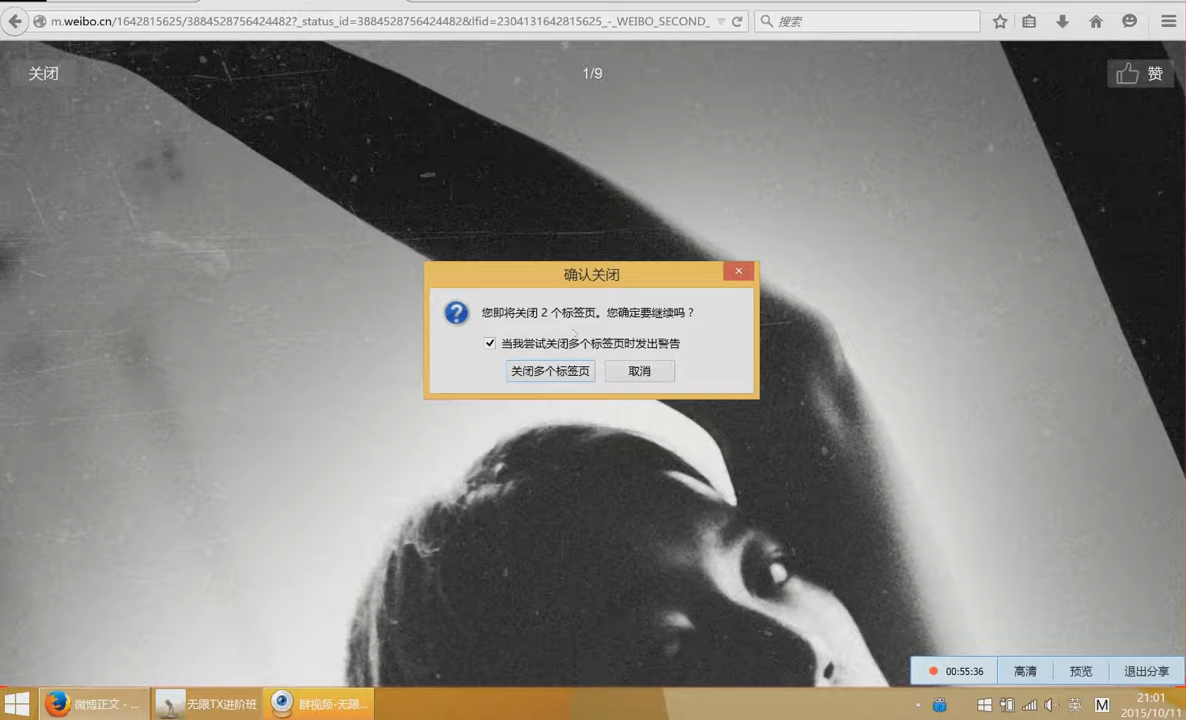 m.weibo.cn/1642815625/3884528756424482?_status_id=3884528756424482&lfid=2304131642815625_-_WEIBO_SECOND_
搜索
关闭
1/9
赞
确认关闭
您即将关闭 2 个标签页。您确定要继续吗？
当我尝试关闭多个标签页时发出警告
关闭多个标签页
取消
00:55:36
高清
预览
退出分享
微博正文 - ...
无限TX进阶班
群视频-无限...
英
M
21:01
2015/10/11